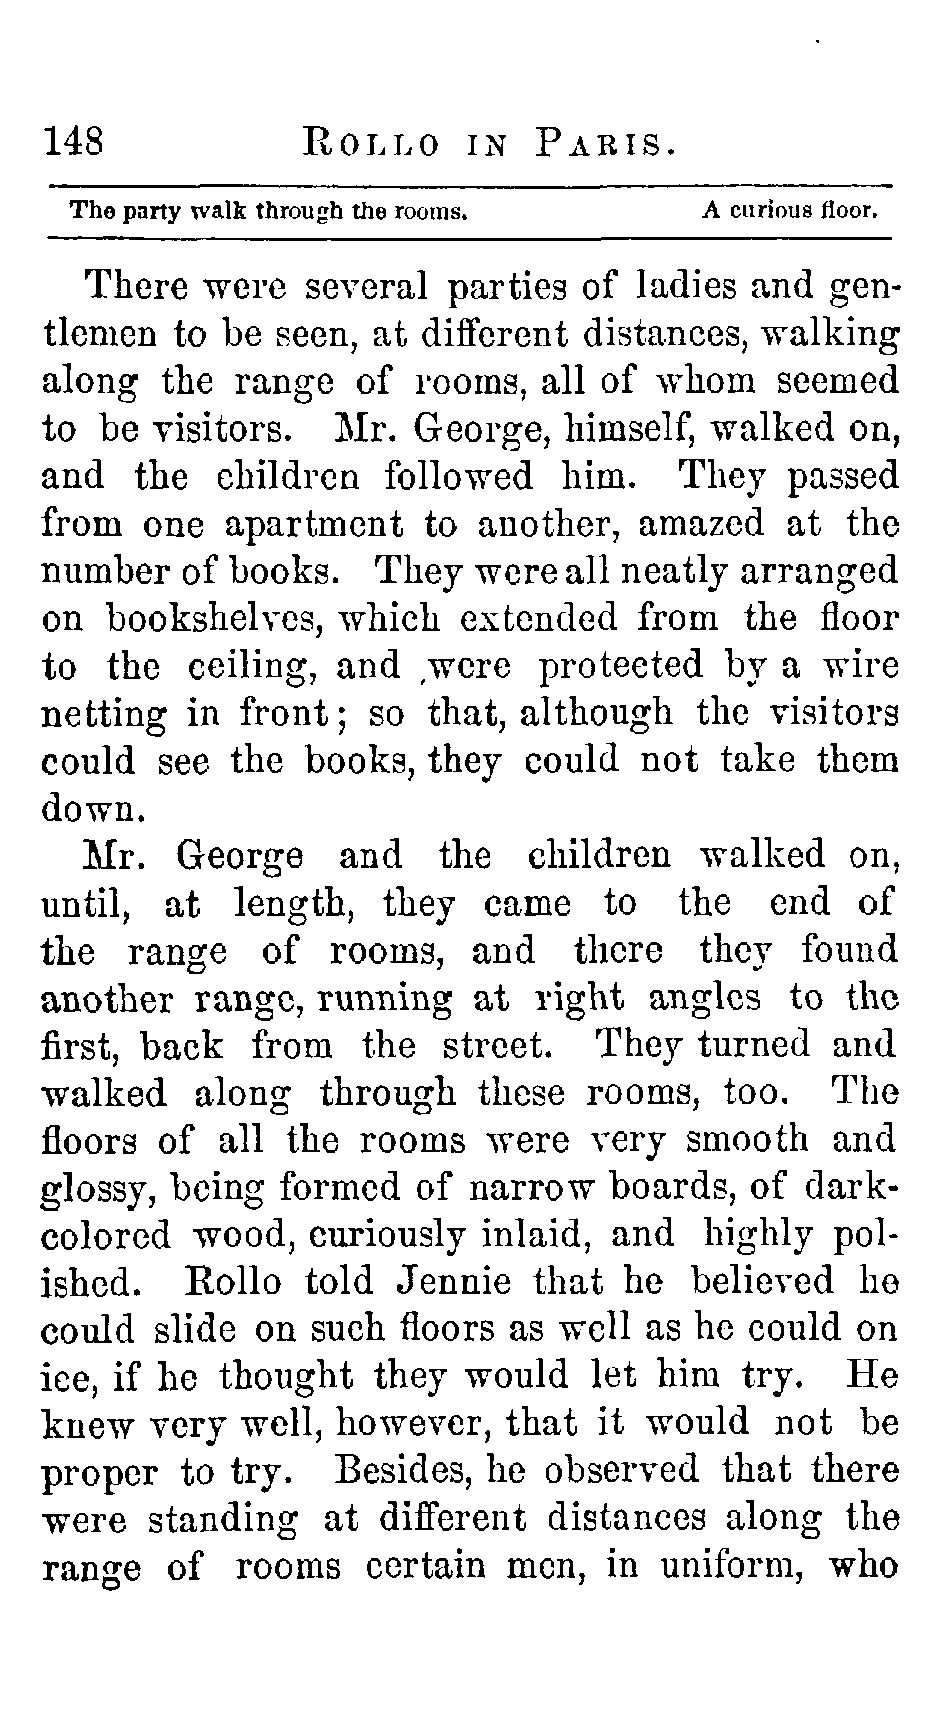 148 ROLLO IN PARIS.
The party walk through the rooms. A curious floor.
There were several parties of ladies and gen-
tlemen to be seen, at different distances, walking
along the range of rooms, all of whom seemed
to be visitors. Mr. George, himself, walked on,
and the children followed him. They passed
from one apartment to another, amazed at the
number of books. They were all neatly arranged
on bookshelves, which extended from the floor
to the ceiling, and were protected by a wire
netting in front; so that, although the visitors
could see the books, they could not take them
down.
Mr. George and the children walked on,
until, at length, they came to the end of
the range of rooms, and there they found
another range, running at right angles to the
first, back from the street. They turned and
walked along through these rooms, too. The
floors of all the rooms were very smooth and
glossy, being formed of narrow boards, of dark-
colored wood, curiously inlaid, and highly pol-
ished. Rollo told Jennie that he believed he
could slide on such floors as well as he could on
ice, if he thought they would let him try. He
knew very well, however, that it would not be
proper to try. Besides, he observed that there
were standing at different distances along the
range of rooms certain men, in uniform, who